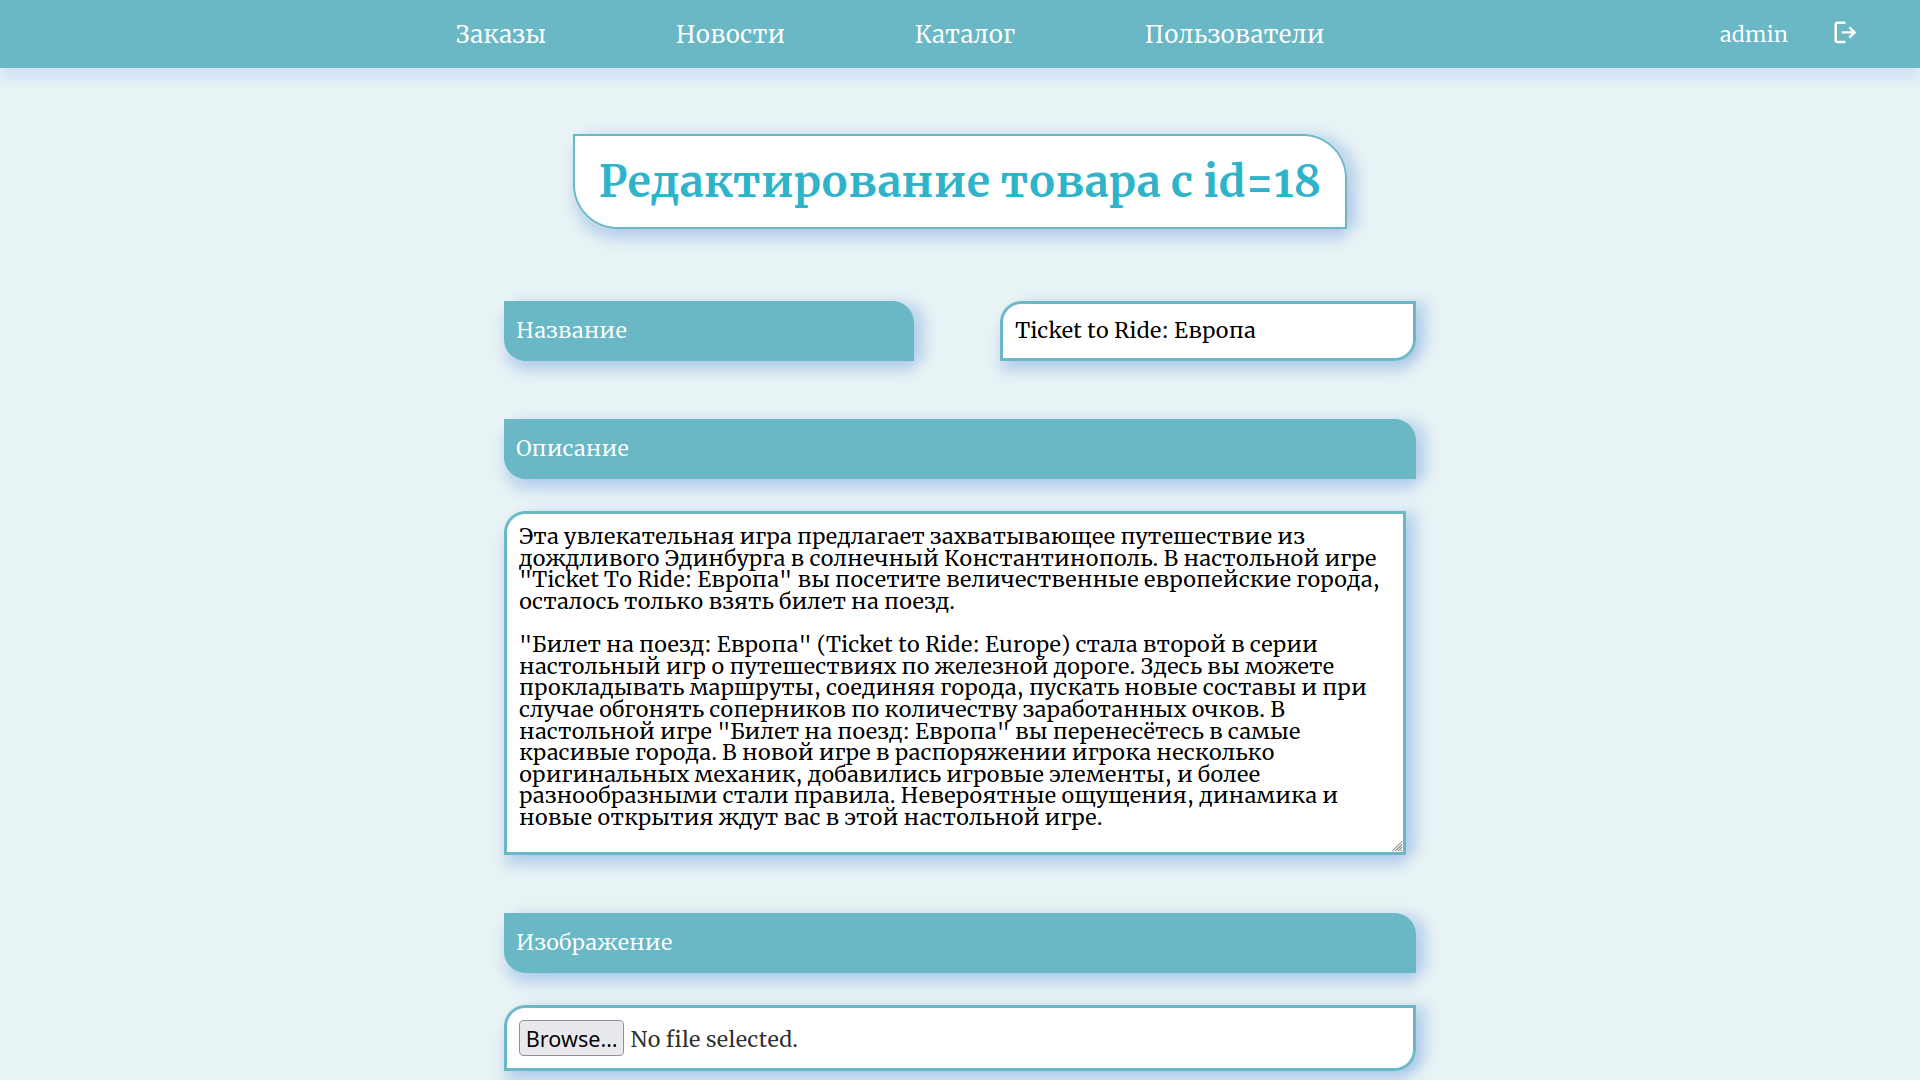 Заказы Новости Каталог Пользователи admin
Редактирование товара с id=18
Название
Ticket to Ride: Европа
Описание
Эта увлекательная игра предлагает захватывающее путешествие из
дождливого Эдинбурга в солнечный Константинополь. В настольной игре
"Ticket To Ride: Европа" вы посетите величественные европейские города,
осталось только взять билет на поезд.
"Билет на поезд: Европа" (Ticket to Ride: Europe) стала второй в серии
настольный игр о путешествиях по железной дороге. Здесь вы можете
прокладывать маршруты, соединяя города, пускать новые составы и при
случае обгонять соперников по количеству заработанных очков. В
настольной игре "Билет на поезд: Европа" вы перенесётесь в самые
красивые города. В новой игре в распоряжении игрока несколько
оригинальных механик, добавились игровые элементы, и более
разнообразными стали правила. Невероятные ощущения, динамика и
новые открытия ждут вас в этой настольной игре.
Изображение
Browse... No file selected.